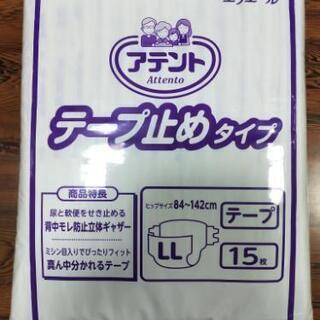 エリエール
アテント
Attento
テープ止めタイプ
商品特長
尿と軟便をせき止める
背中モレ防止立体ギャザー
ミシン目入りでぴったりフィット
真ん中分かれるテープ
ヒップサイズ84~142cm
LL
テープ
15枚